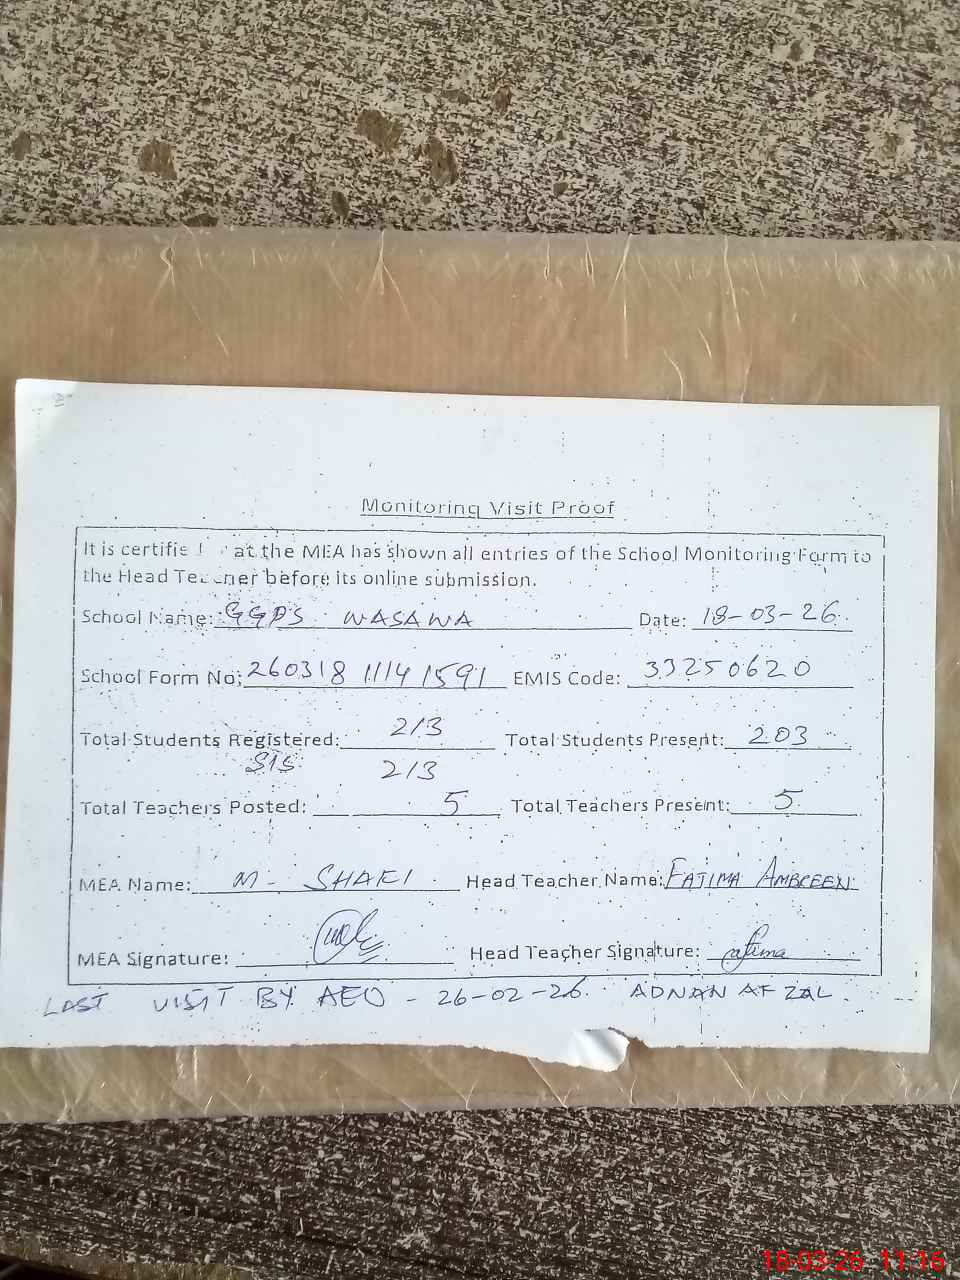 Monitoring Visit Proof
It is certifie at the MEA has shown all entries of the School Monitoring Form to
the Head Teacher before its online submission.
School Name: GGPS WASAWA Date: 18-03-26
School Form No: 260318 1114 1591 EMIS Code: 33250620
Total Students Registered: 213 Total Students Present: 203
SIS 213
Total Teachers Posted: 5 Total Teachers Present: 5
MEA Name: M- SHAKI Head Teacher Name: FATIMA AMBREEN
MEA Signature: Head Teacher Signature: Fatima
LAST VISIT BY AEO - 26-02-26. ADNAN AFZAL.
18-03-26 11:16